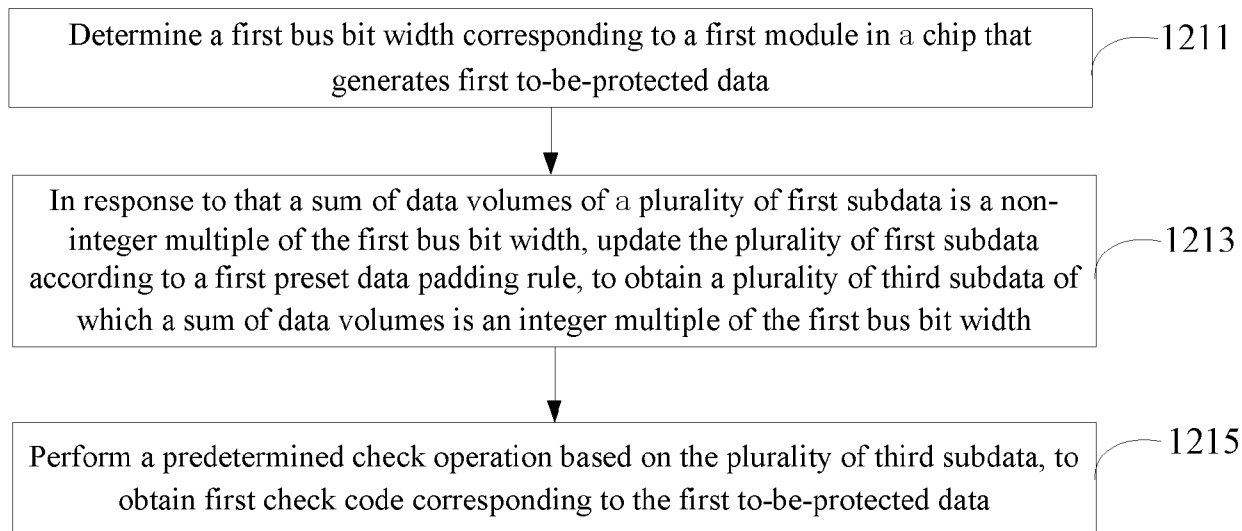 Determine a first bus bit width corresponding to a first module in a chip that
generates first to-be-protected data
1211
In response to that a sum of data volumes of a plurality of first subdata is a non-
integer multiple of the first bus bit width, update the plurality of first subdata
according to a first preset data padding rule, to obtain a plurality of third subdata of
which a sum of data volumes is an integer multiple of the first bus bit width
1213
Perform a predetermined check operation based on the plurality of third subdata, to
obtain first check code corresponding to the first to-be-protected data
1215